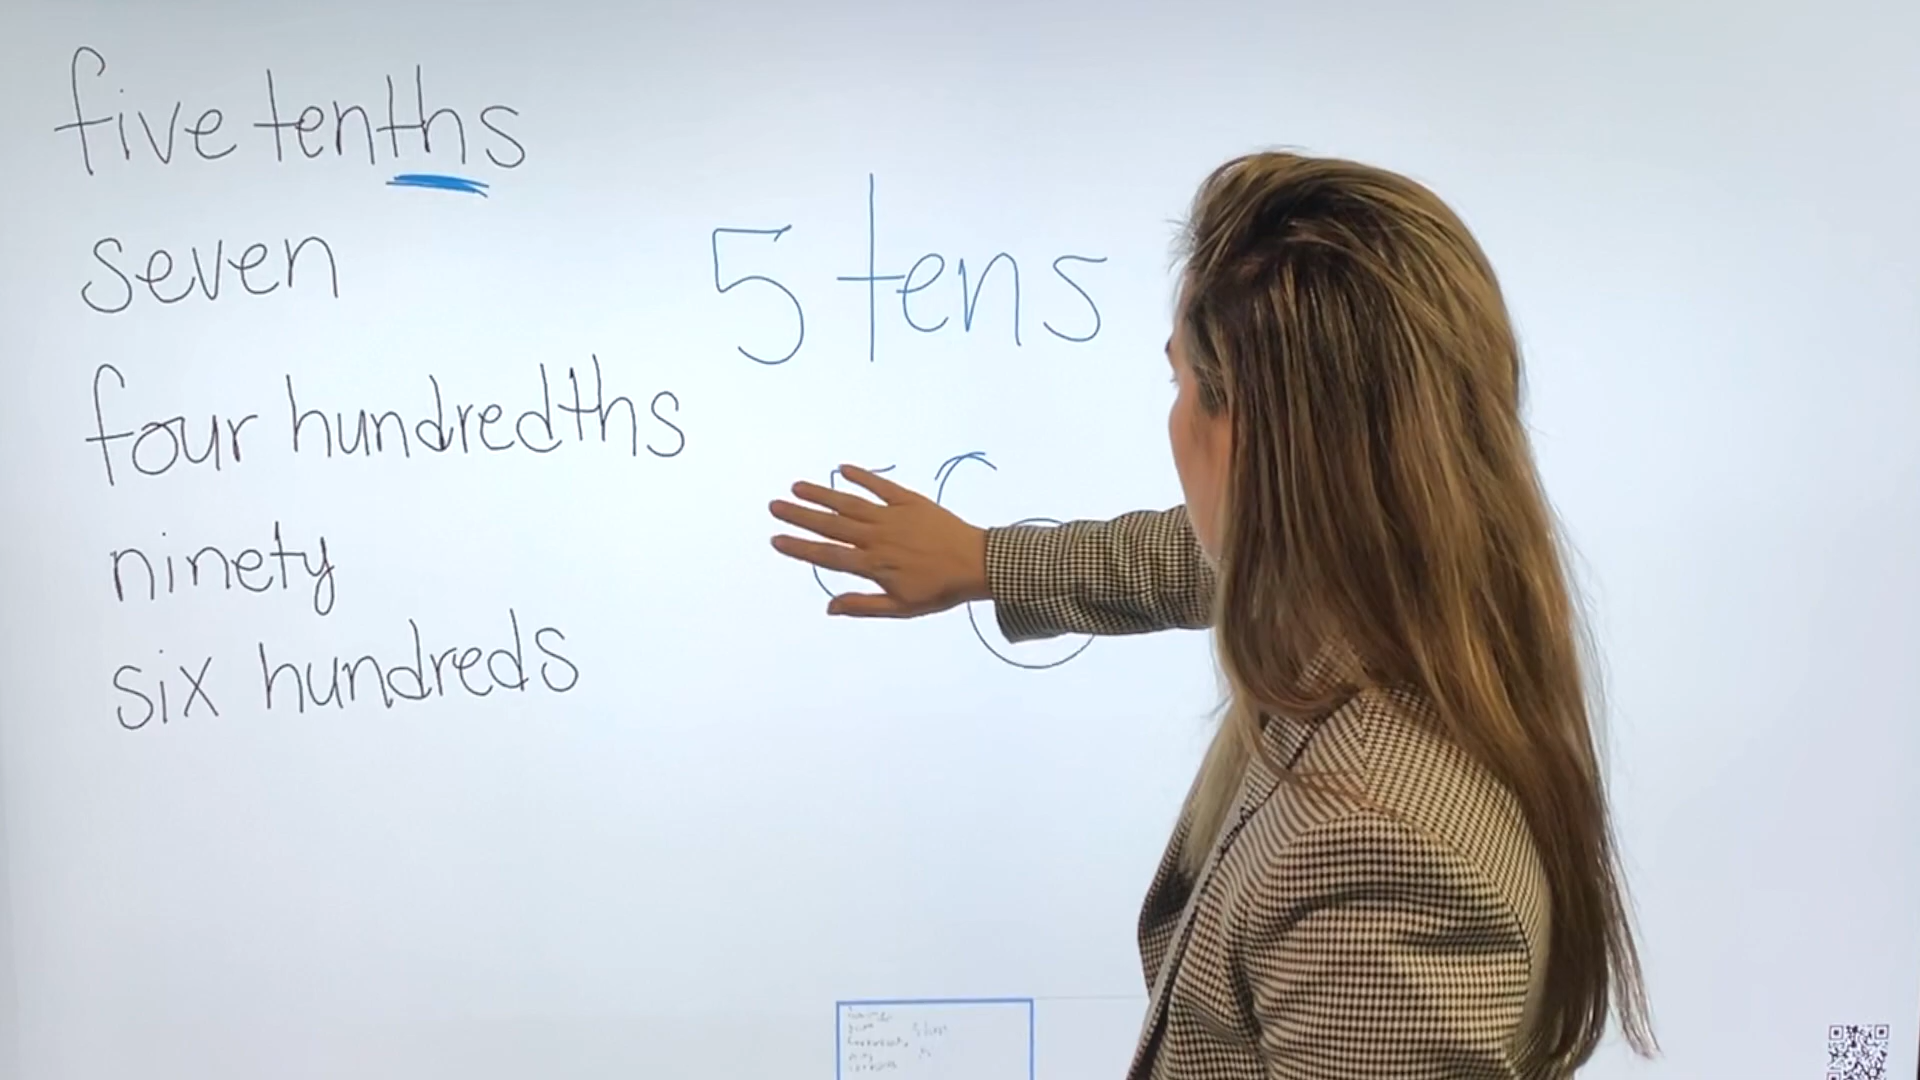 five tenths
seven
four hundredths
ninety
six hundreds
5 tens